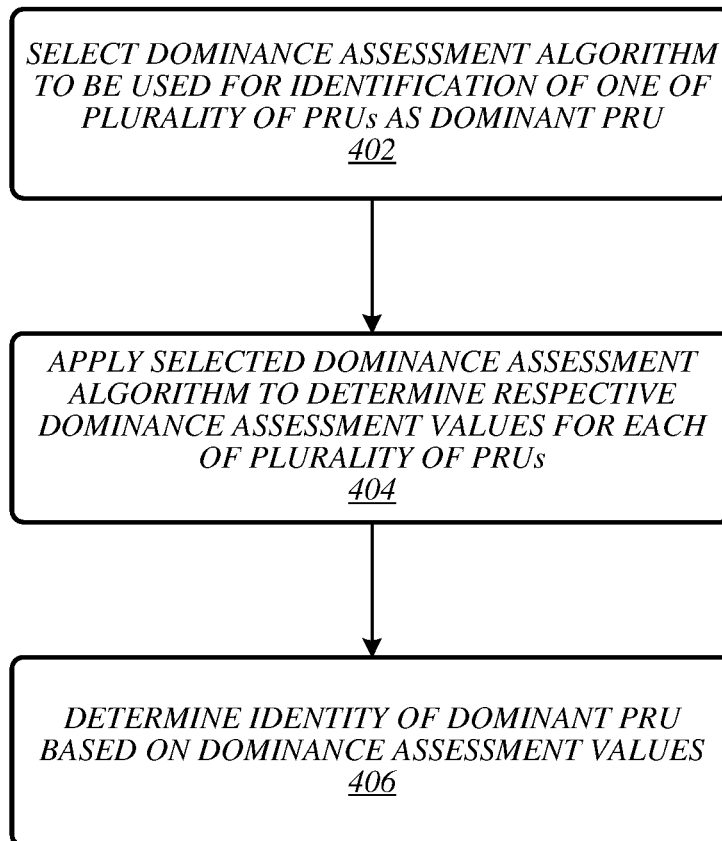 SELECT DOMINANCE ASSESSMENT ALGORITHM
TO BE USED FOR IDENTIFICATION OF ONE OF
PLURALITY OF PRUs AS DOMINANT PRU
402
APPLY SELECTED DOMINANCE ASSESSMENT
ALGORITHM TO DETERMINE RESPECTIVE
DOMINANCE ASSESSMENT VALUES FOR EACH
OF PLURALITY OF PRUs
404
DETERMINE IDENTITY OF DOMINANT PRU
BASED ON DOMINANCE ASSESSMENT VALUES
406